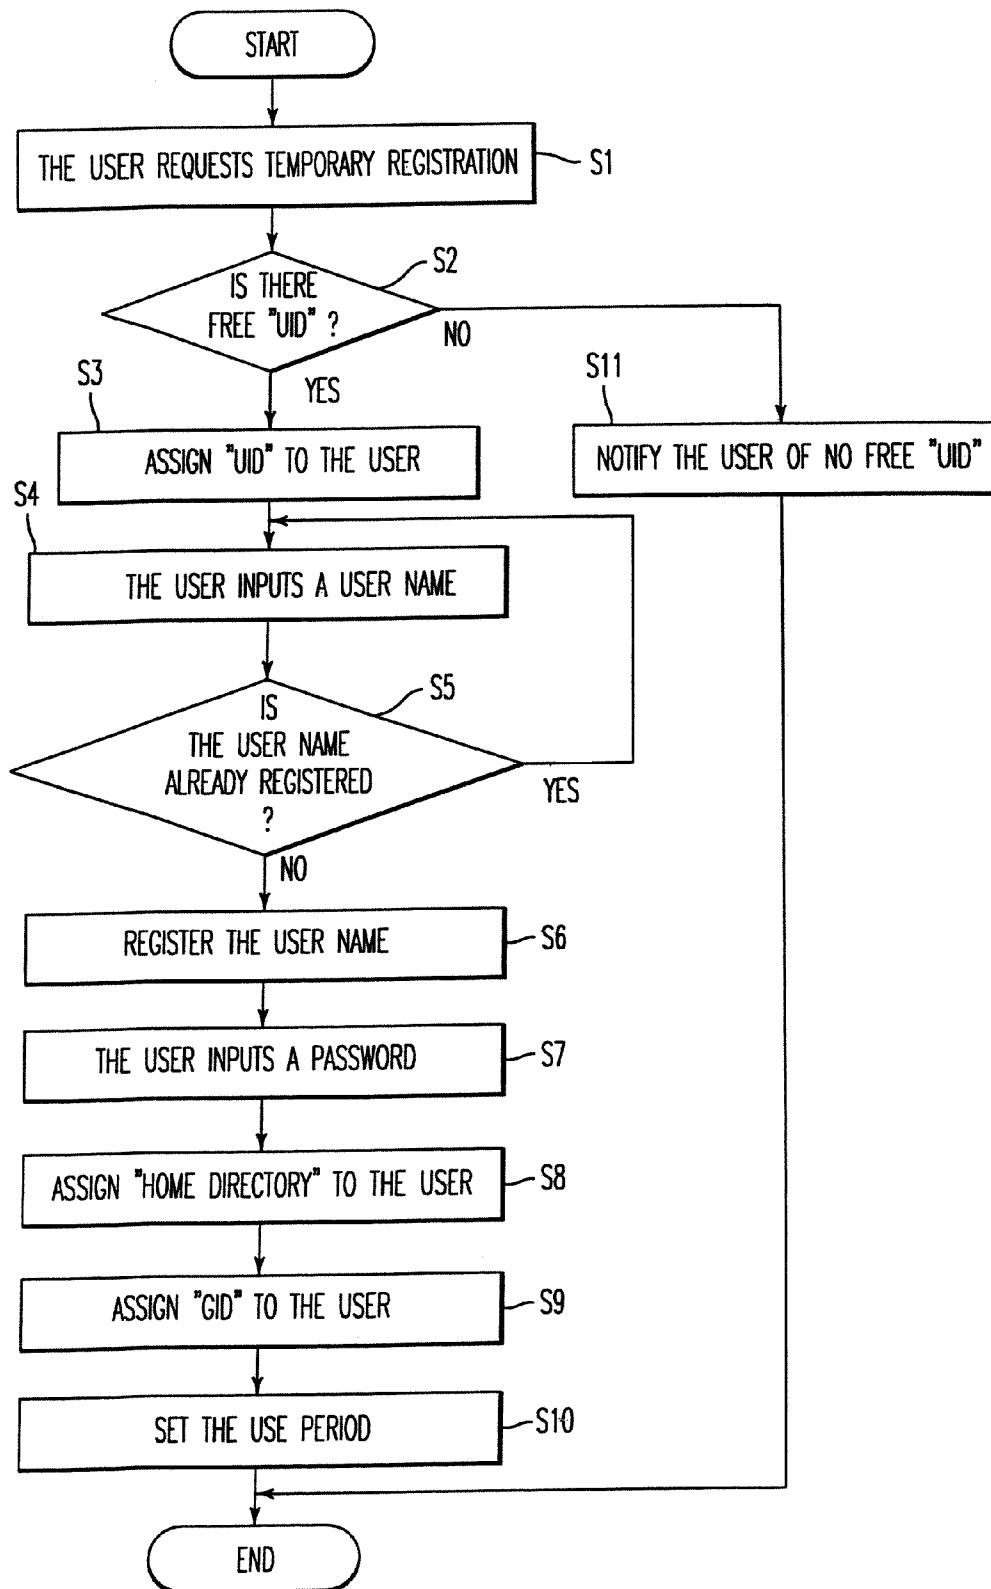 START
THE USER REQUESTS TEMPORARY REGISTRATION
S1
S2
IS THERE
FREE "UID" ?
NO
YES
S3
S11
ASSIGN "UID" TO THE USER
NOTIFY THE USER OF NO FREE "UID"
S4
THE USER INPUTS A USER NAME
S5
IS
THE USER NAME
ALREADY REGISTERED
?
YES
NO
REGISTER THE USER NAME
S6
THE USER INPUTS A PASSWORD
S7
ASSIGN "HOME DIRECTORY" TO THE USER
S8
ASSIGN "GID" TO THE USER
S9
SET THE USE PERIOD
S10
END